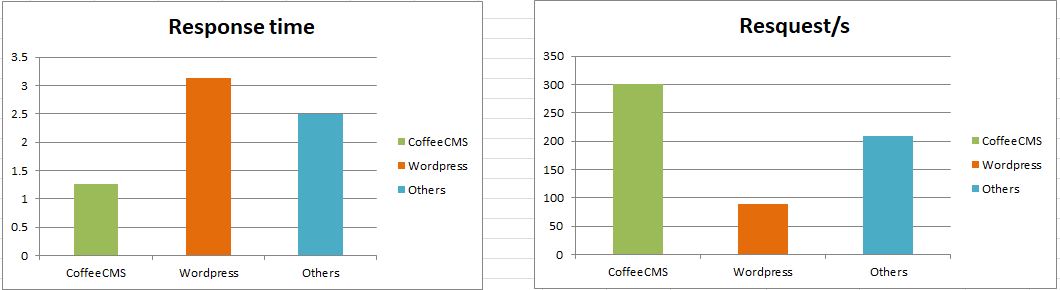 Response time
3.5
3
2.5
2
1.5
1
0.5
0
CoffeeCMS
Wordpress
Others
CoffeeCMS Wordpress Others
Resquest/s
350
300
250
200
150
100
50
0
CoffeeCMS
Wordpress
Others
CoffeeCMS Wordpress Others